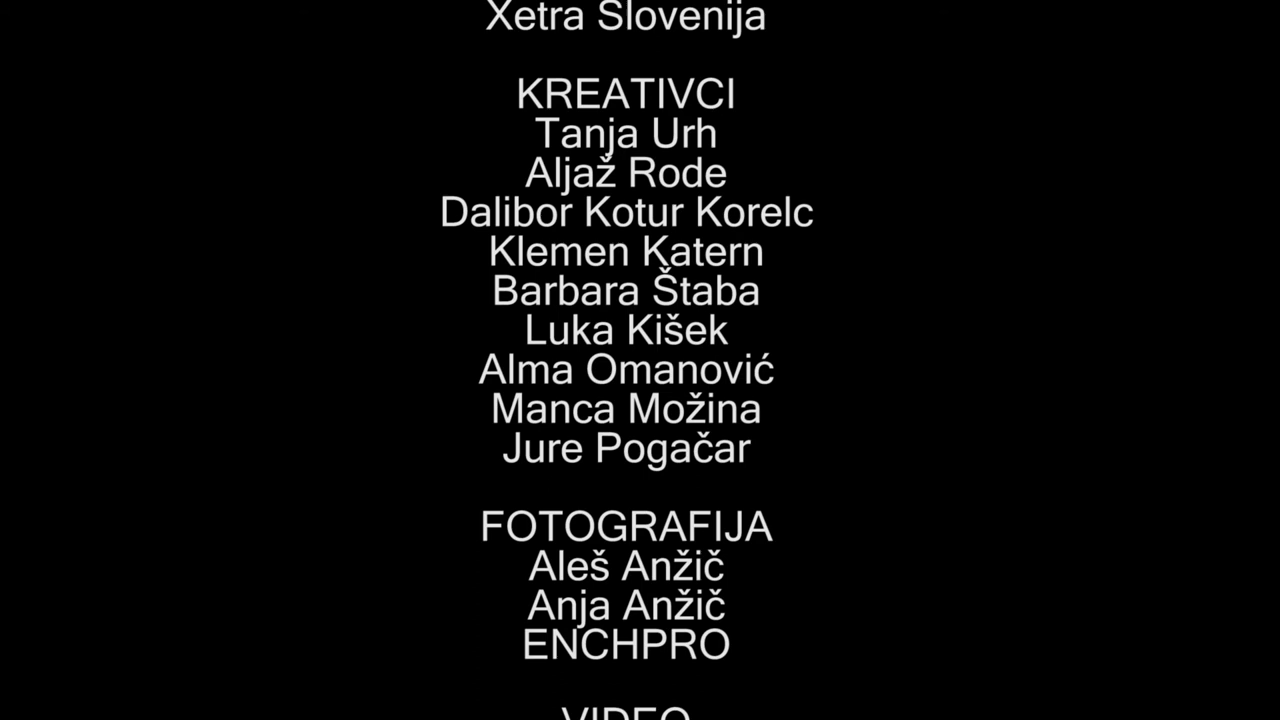 Xetra Slovenija
KREATIVCI
Tanja Urh
Aljaž Rode
Dalibor Kotur Korelc
Klemen Katern
Barbara Štaba
Luka Kišek
Alma Omanović
Manca Možina
Jure Pogačar
FOTOGRAFIJA
Aleš Anžič
Anja Anžič
ENCHPRO
VIDEO